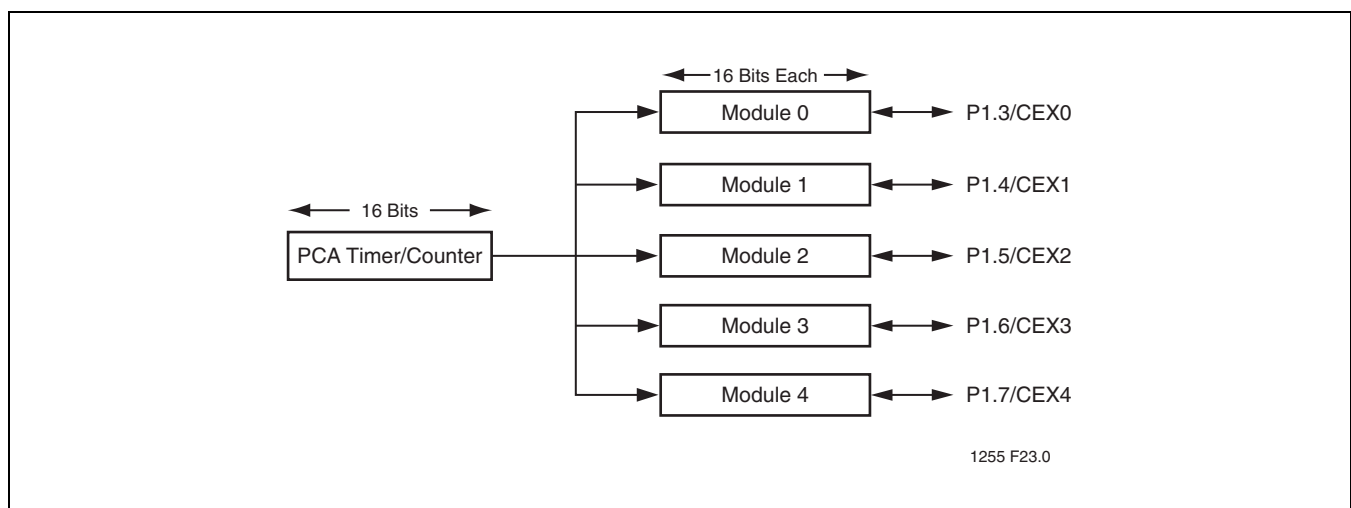 16 Bits Each
Module 0
P1.3/CEX0
Module 1
P1.4/CEX1
16 Bits
PCA Timer/Counter
Module 2
P1.5/CEX2
Module 3
P1.6/CEX3
Module 4
P1.7/CEX4
1255 F23.0